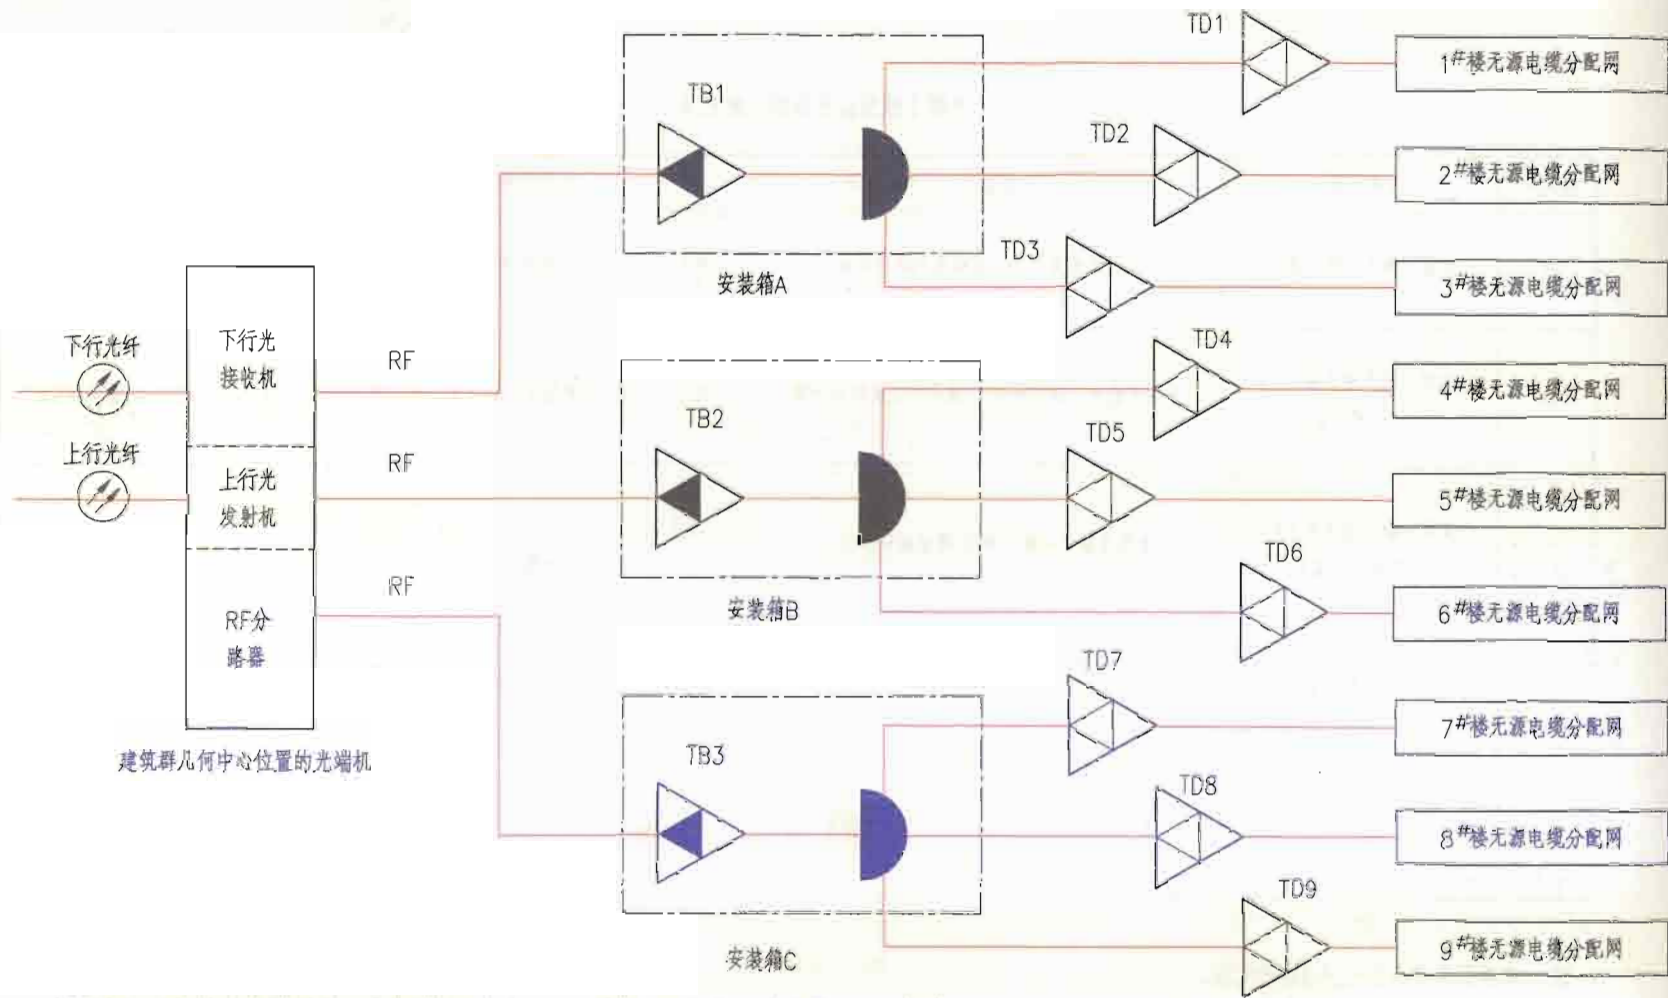 TD1
1#楼无源电缆分配网
TB1
TD2
2#楼无源电缆分配网
TD3
3#楼无源电缆分配网
安装箱A
下行光纤
下行光
接收机
RF
TD4
4#楼无源电缆分配网
TB2
TD5
上行光纤
上行光
发射机
RF
5#楼无源电缆分配网
TD6
RF
RF分
路器
安装箱B
6#楼无源电缆分配网
TD7
7#楼无源电缆分配网
建筑群几何中心位置的光端机
TB3
TD8
8#楼无源电缆分配网
TD9
安装箱C
9#楼无源电缆分配网